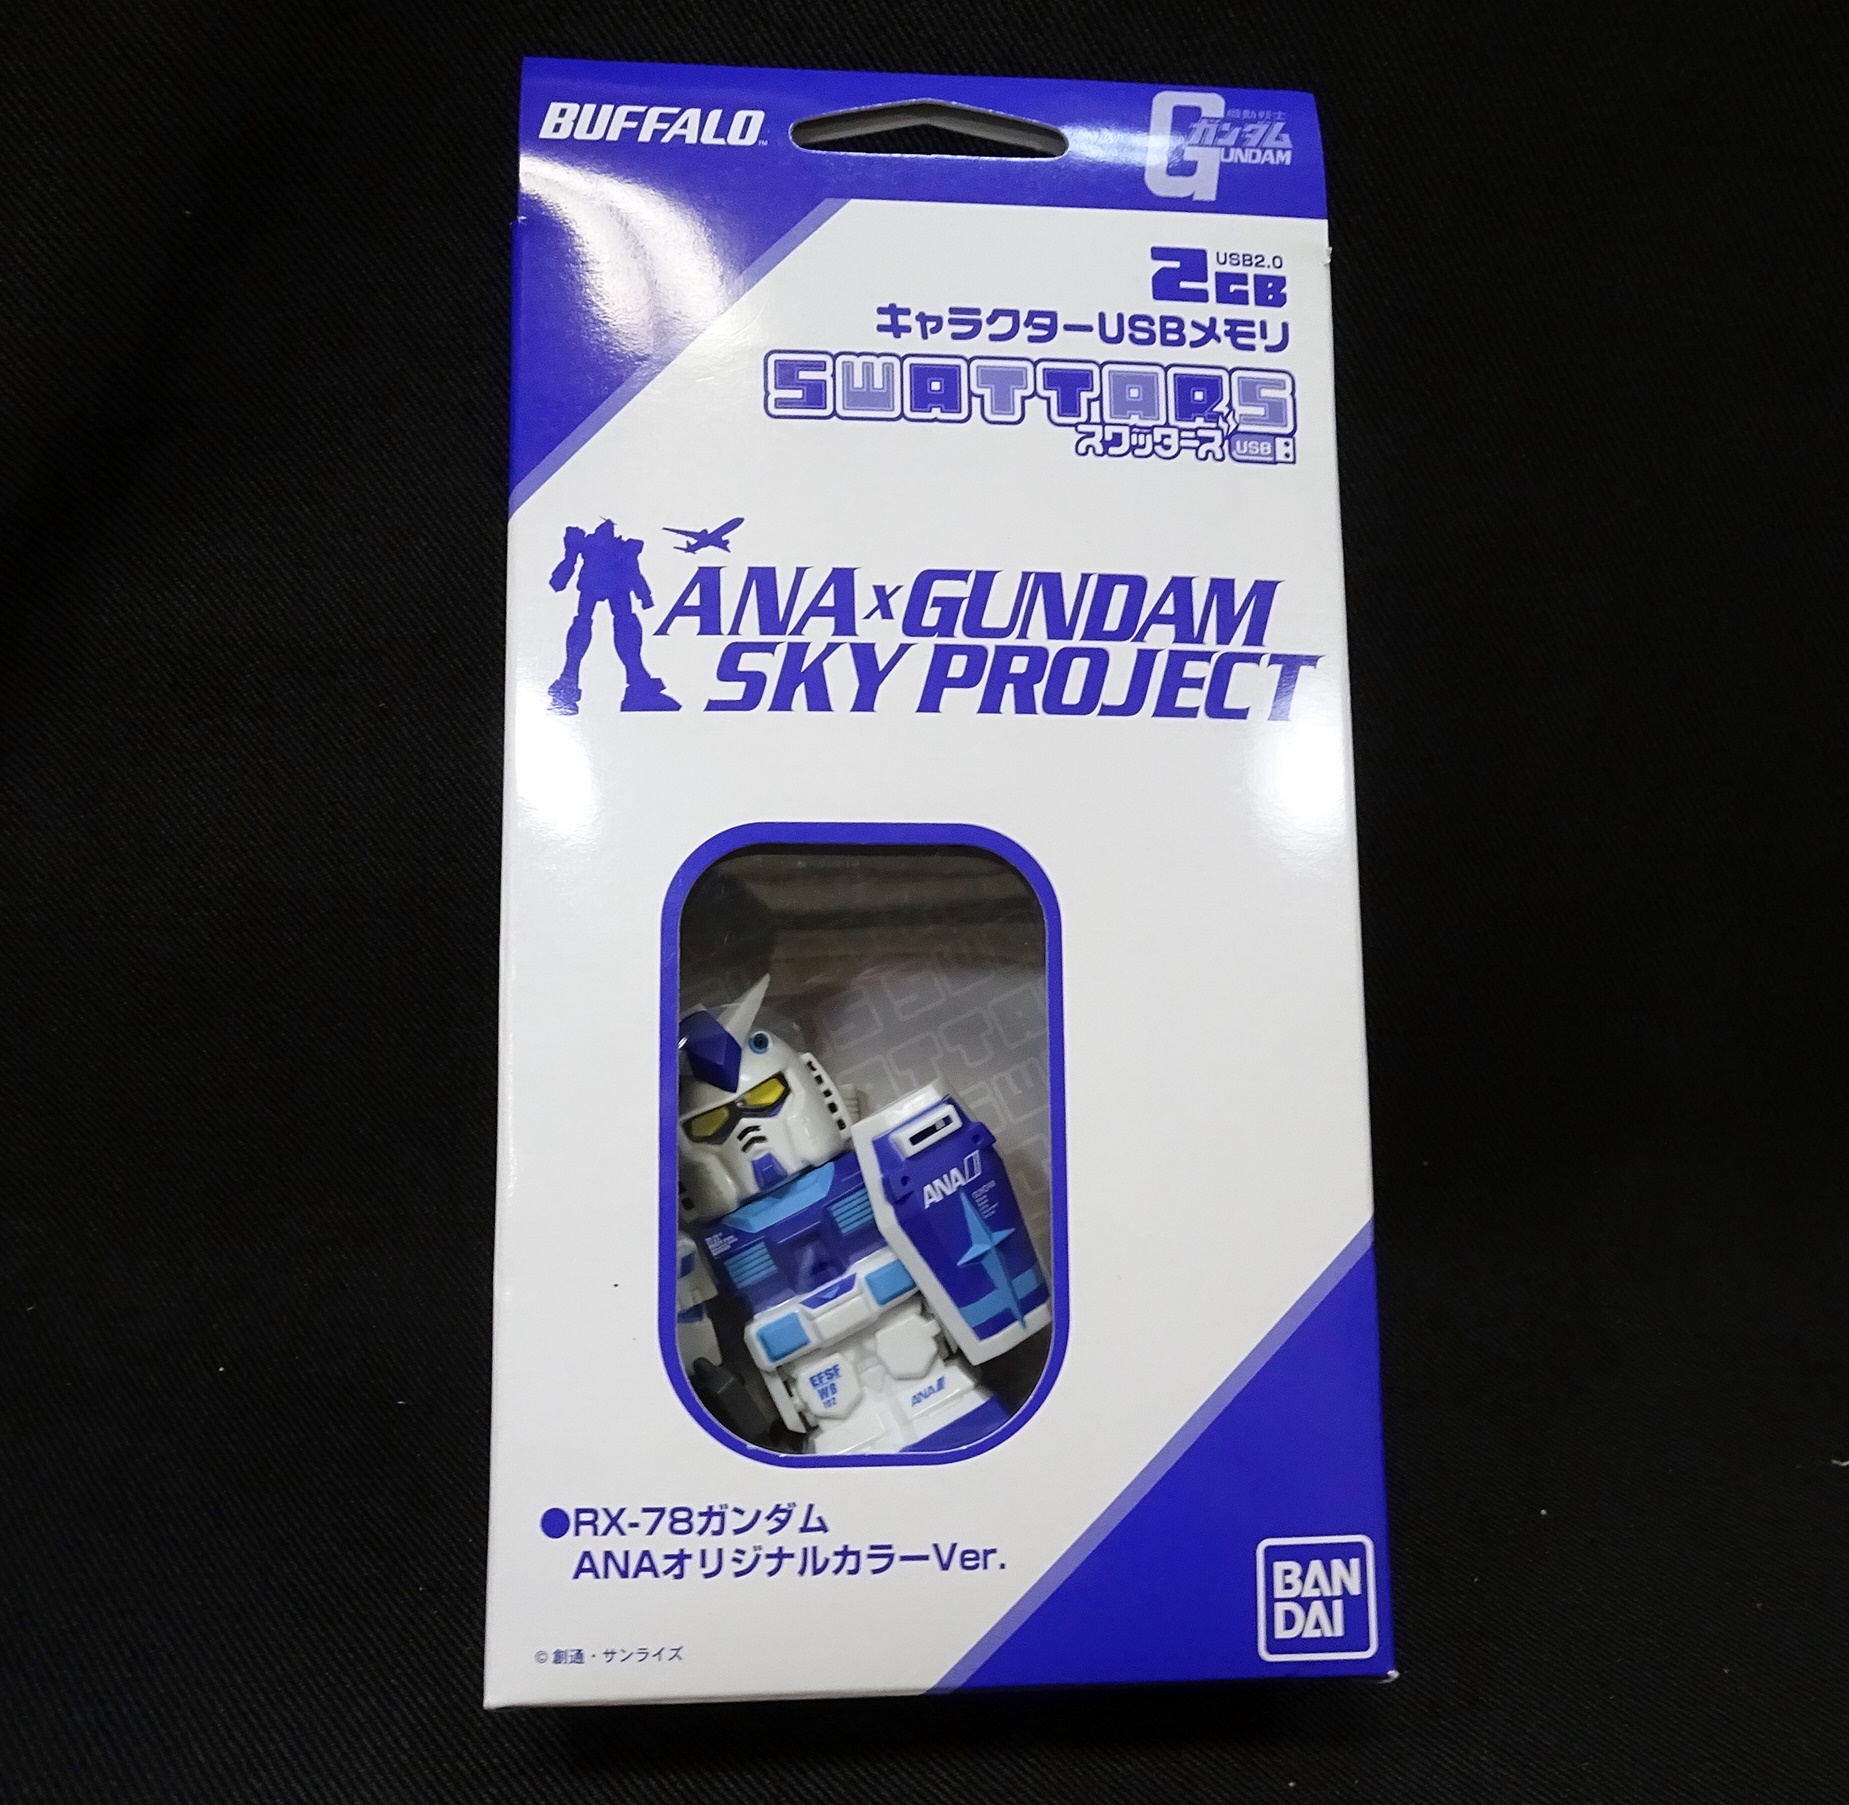 BUFFALO™
機動戦士
ガンダム
GUNDAM
USB2.0
2GB
キャラクターUSBメモリ
SWATTARS
スワッターズ USB
ANA×GUNDAM
SKY PROJECT
ANA
EFSF
WB
102
ANA
●RX-78ガンダム
ANAオリジナルカラーVer.
©創通・サンライズ
BAN
DAI